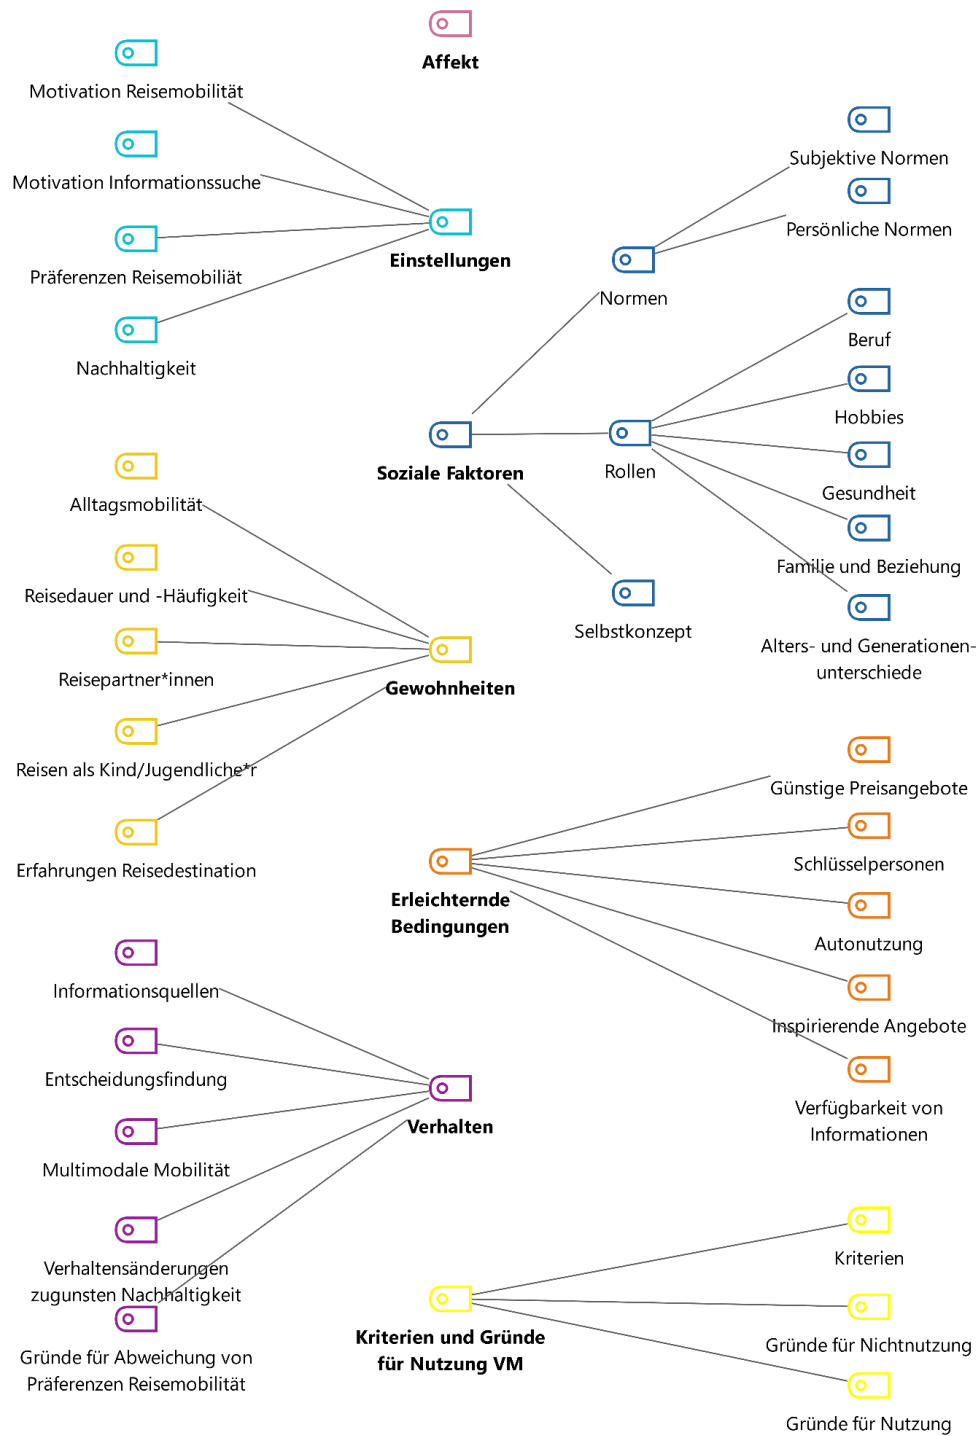 Affekt
Motivation Reisemobilität
Motivation Informationssuche
Präferenzen Reisemobiliät
Nachhaltigkeit
Einstellungen
Subjektive Normen
Persönliche Normen
Normen
Beruf
Hobbies
Gesundheit
Familie und Beziehung
Alters- und Generationen-
unterschiede
Rollen
Soziale Faktoren
Selbstkonzept
Alltagsmobilität
Reisedauer und -Häufigkeit
Reisepartner*innen
Reisen als Kind/Jugendliche*r
Erfahrungen Reisedestination
Gewohnheiten
Günstige Preisangebote
Schlüsselpersonen
Autonutzung
Inspirierende Angebote
Verfügbarkeit von
Informationen
Erleichternde
Bedingungen
Informationsquellen
Entscheidungsfindung
Multimodale Mobilität
Verhaltensänderungen
zugunsten Nachhaltigkeit
Gründe für Abweichung von
Präferenzen Reisemobilität
Verhalten
Kriterien
Gründe für Nichtnutzung
Gründe für Nutzung
Kriterien und Gründe
für Nutzung VM